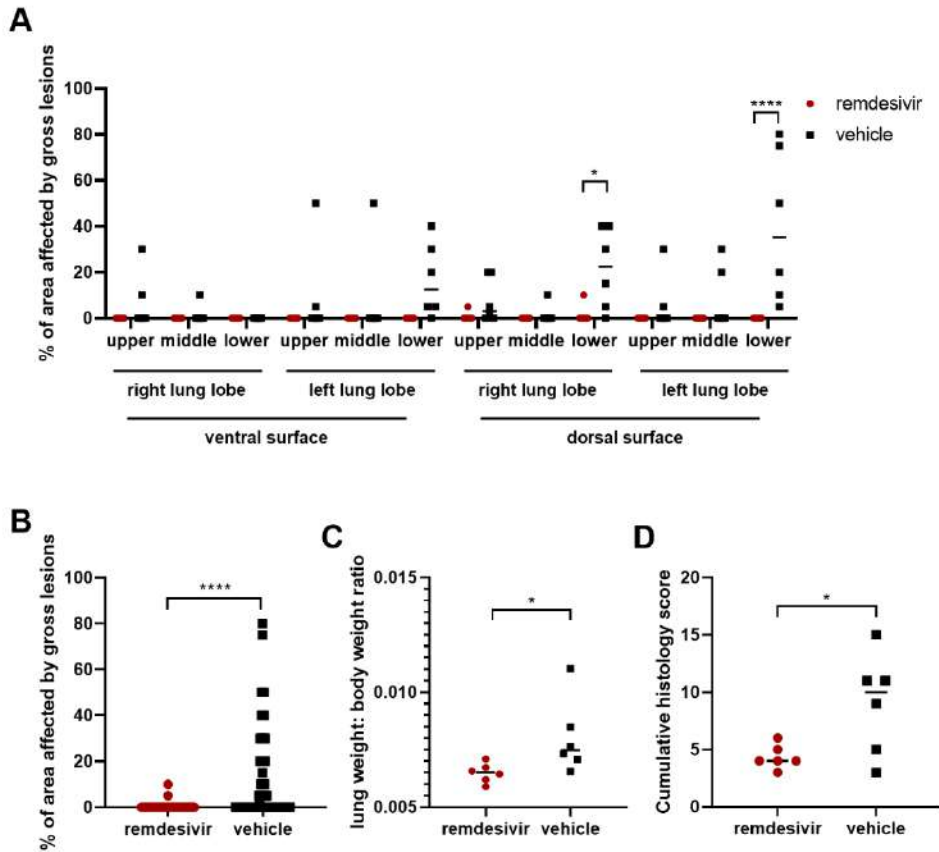 A
% of area affected by gross lesions
100
80
60
40
20
0
****
*
remdesivir
vehicle
upper middle lower upper middle lower upper middle lower upper middle lower
right lung lobe left lung lobe right lung lobe left lung lobe
ventral surface dorsal surface
B
% of area affected by gross lesions
100
80
60
40
20
0
****
remdesivir vehicle
C
lung weight: body weight ratio
0.015
0.010
0.005
*
remdesivir vehicle
D
Cumulative histology score
20
15
10
5
0
*
remdesivir vehicle